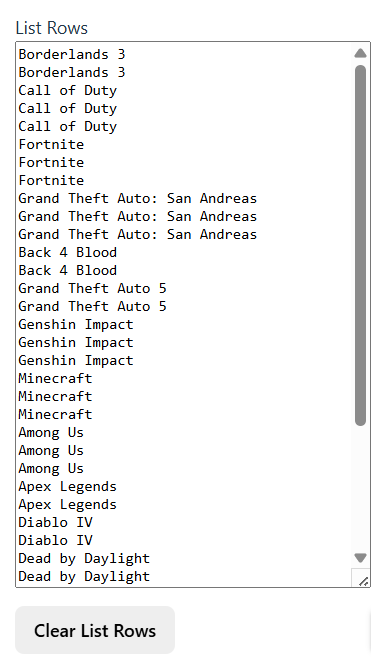 List Rows
Borderlands 3
Borderlands 3
Call of Duty
Call of Duty
Call of Duty
Fortnite
Fortnite
Fortnite
Grand Theft Auto: San Andreas
Grand Theft Auto: San Andreas
Grand Theft Auto: San Andreas
Back 4 Blood
Back 4 Blood
Grand Theft Auto 5
Grand Theft Auto 5
Genshin Impact
Genshin Impact
Genshin Impact
Minecraft
Minecraft
Minecraft
Among Us
Among Us
Among Us
Apex Legends
Apex Legends
Diablo IV
Diablo IV
Dead by Daylight
Dead by Daylight
Clear List Rows